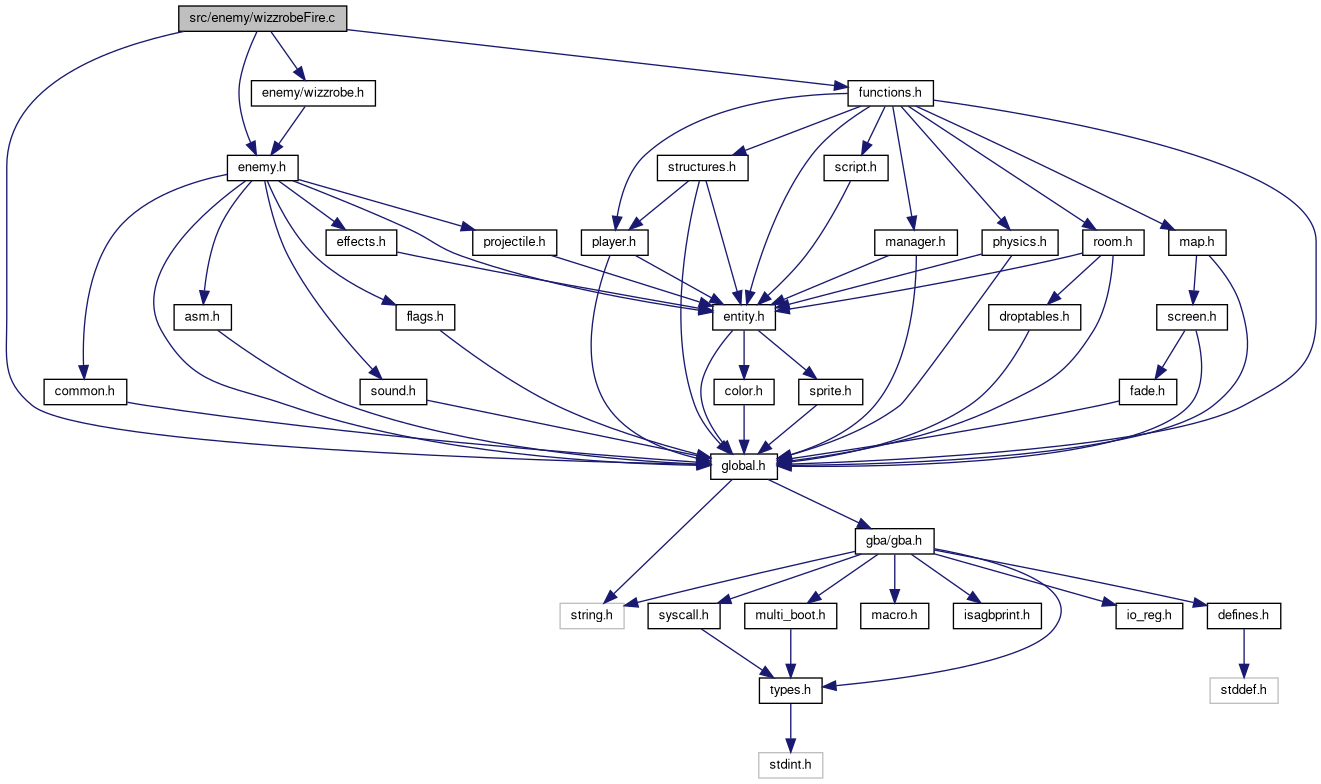 src/enemy/wizzrobeFire.c
enemy/wizzrobe.h
functions.h
enemy.h
structures.h
script.h
effects.h
projectile.h
player.h
manager.h
physics.h
room.h
map.h
asm.h
flags.h
entity.h
droptables.h
screen.h
common.h
sound.h
color.h
sprite.h
fade.h
global.h
gba/gba.h
string.h
syscall.h
multi_boot.h
macro.h
isagbprint.h
io_reg.h
defines.h
types.h
stddef.h
stdint.h